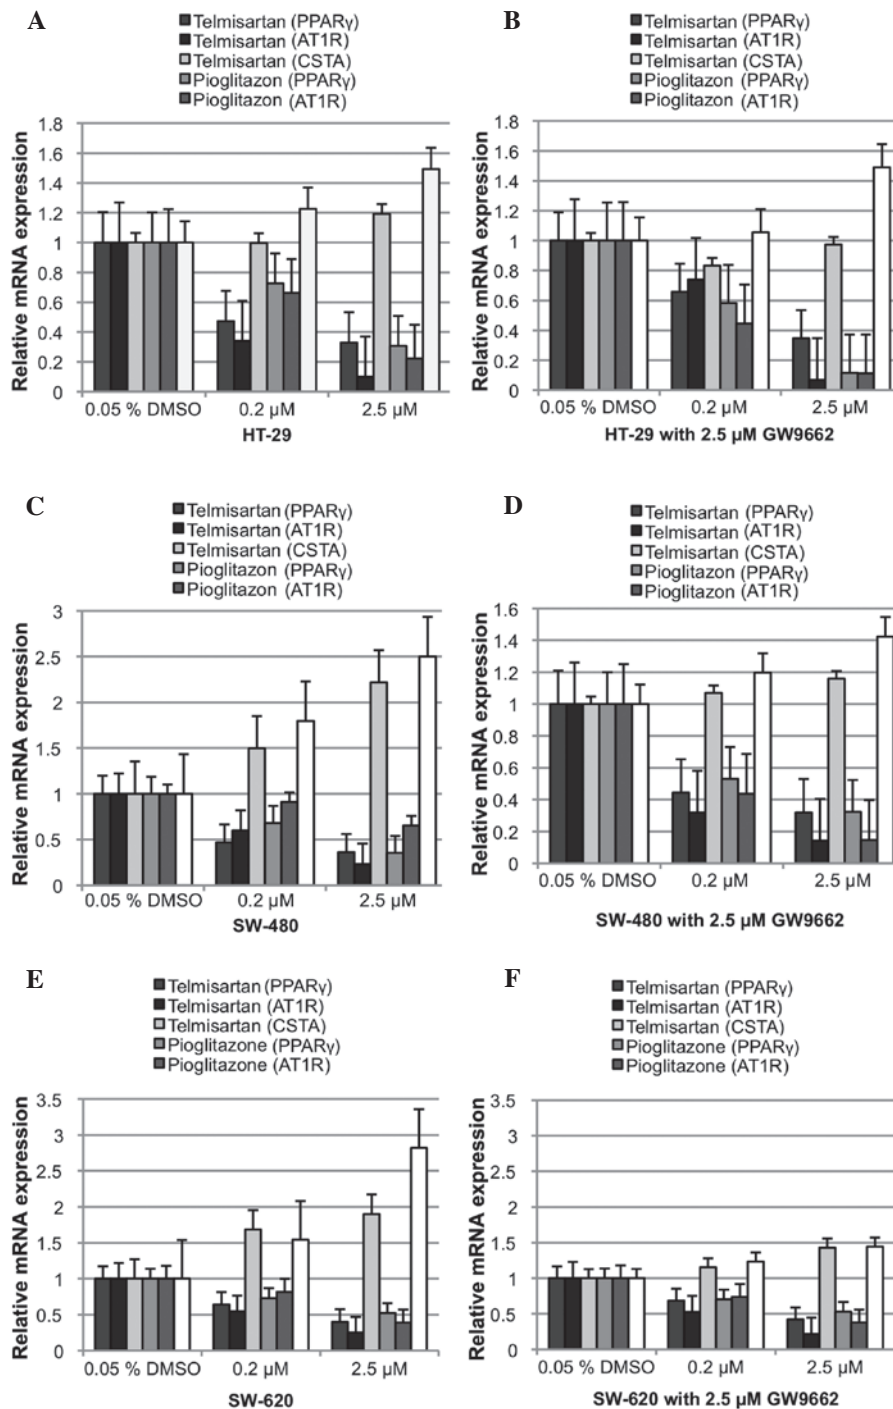 A
Telmisartan (PPARγ)
Telmisartan (AT1R)
Telmisartan (CSTA)
Pioglitazon (PPARγ)
Pioglitazon (AT1R)
Relative mRNA expression
1.8
1.6
1.4
1.2
1
0.8
0.6
0.4
0.2
0
0.05 % DMSO 0.2 µM 2.5 µM
HT-29
B
Telmisartan (PPARγ)
Telmisartan (AT1R)
Telmisartan (CSTA)
Pioglitazon (PPARγ)
Pioglitazon (AT1R)
Relative mRNA expression
1.8
1.6
1.4
1.2
1
0.8
0.6
0.4
0.2
0
0.05 % DMSO 0.2 µM 2.5 µM
HT-29 with 2.5 µM GW9662
C
Telmisartan (PPARγ)
Telmisartan (AT1R)
Telmisartan (CSTA)
Pioglitazon (PPARγ)
Pioglitazon (AT1R)
Relative mRNA expression
3
2.5
2
1.5
1
0.5
0
0.05 % DMSO 0.2 µM 2.5 µM
SW-480
D
Telmisartan (PPARγ)
Telmisartan (AT1R)
Telmisartan (CSTA)
Pioglitazon (PPARγ)
Pioglitazon (AT1R)
Relative mRNA expression
1.6
1.4
1.2
1
0.8
0.6
0.4
0.2
0
0.05 % DMSO 0.2 µM 2.5 µM
SW-480 with 2.5 µM GW9662
E
Telmisartan (PPARγ)
Telmisartan (AT1R)
Telmisartan (CSTA)
Pioglitazone (PPARγ)
Pioglitazone (AT1R)
Relative mRNA expression
3.5
3
2.5
2
1.5
1
0.5
0
0.05 % DMSO 0.2 µM 2.5 µM
SW-620
F
Telmisartan (PPARγ)
Telmisartan (AT1R)
Telmisartan (CSTA)
Pioglitazone (PPARγ)
Pioglitazone (AT1R)
Relative mRNA expression
3.5
3
2.5
2
1.5
1
0.5
0
0.05 % DMSO 0.2 µM 2.5 µM
SW-620 with 2.5 µM GW9662